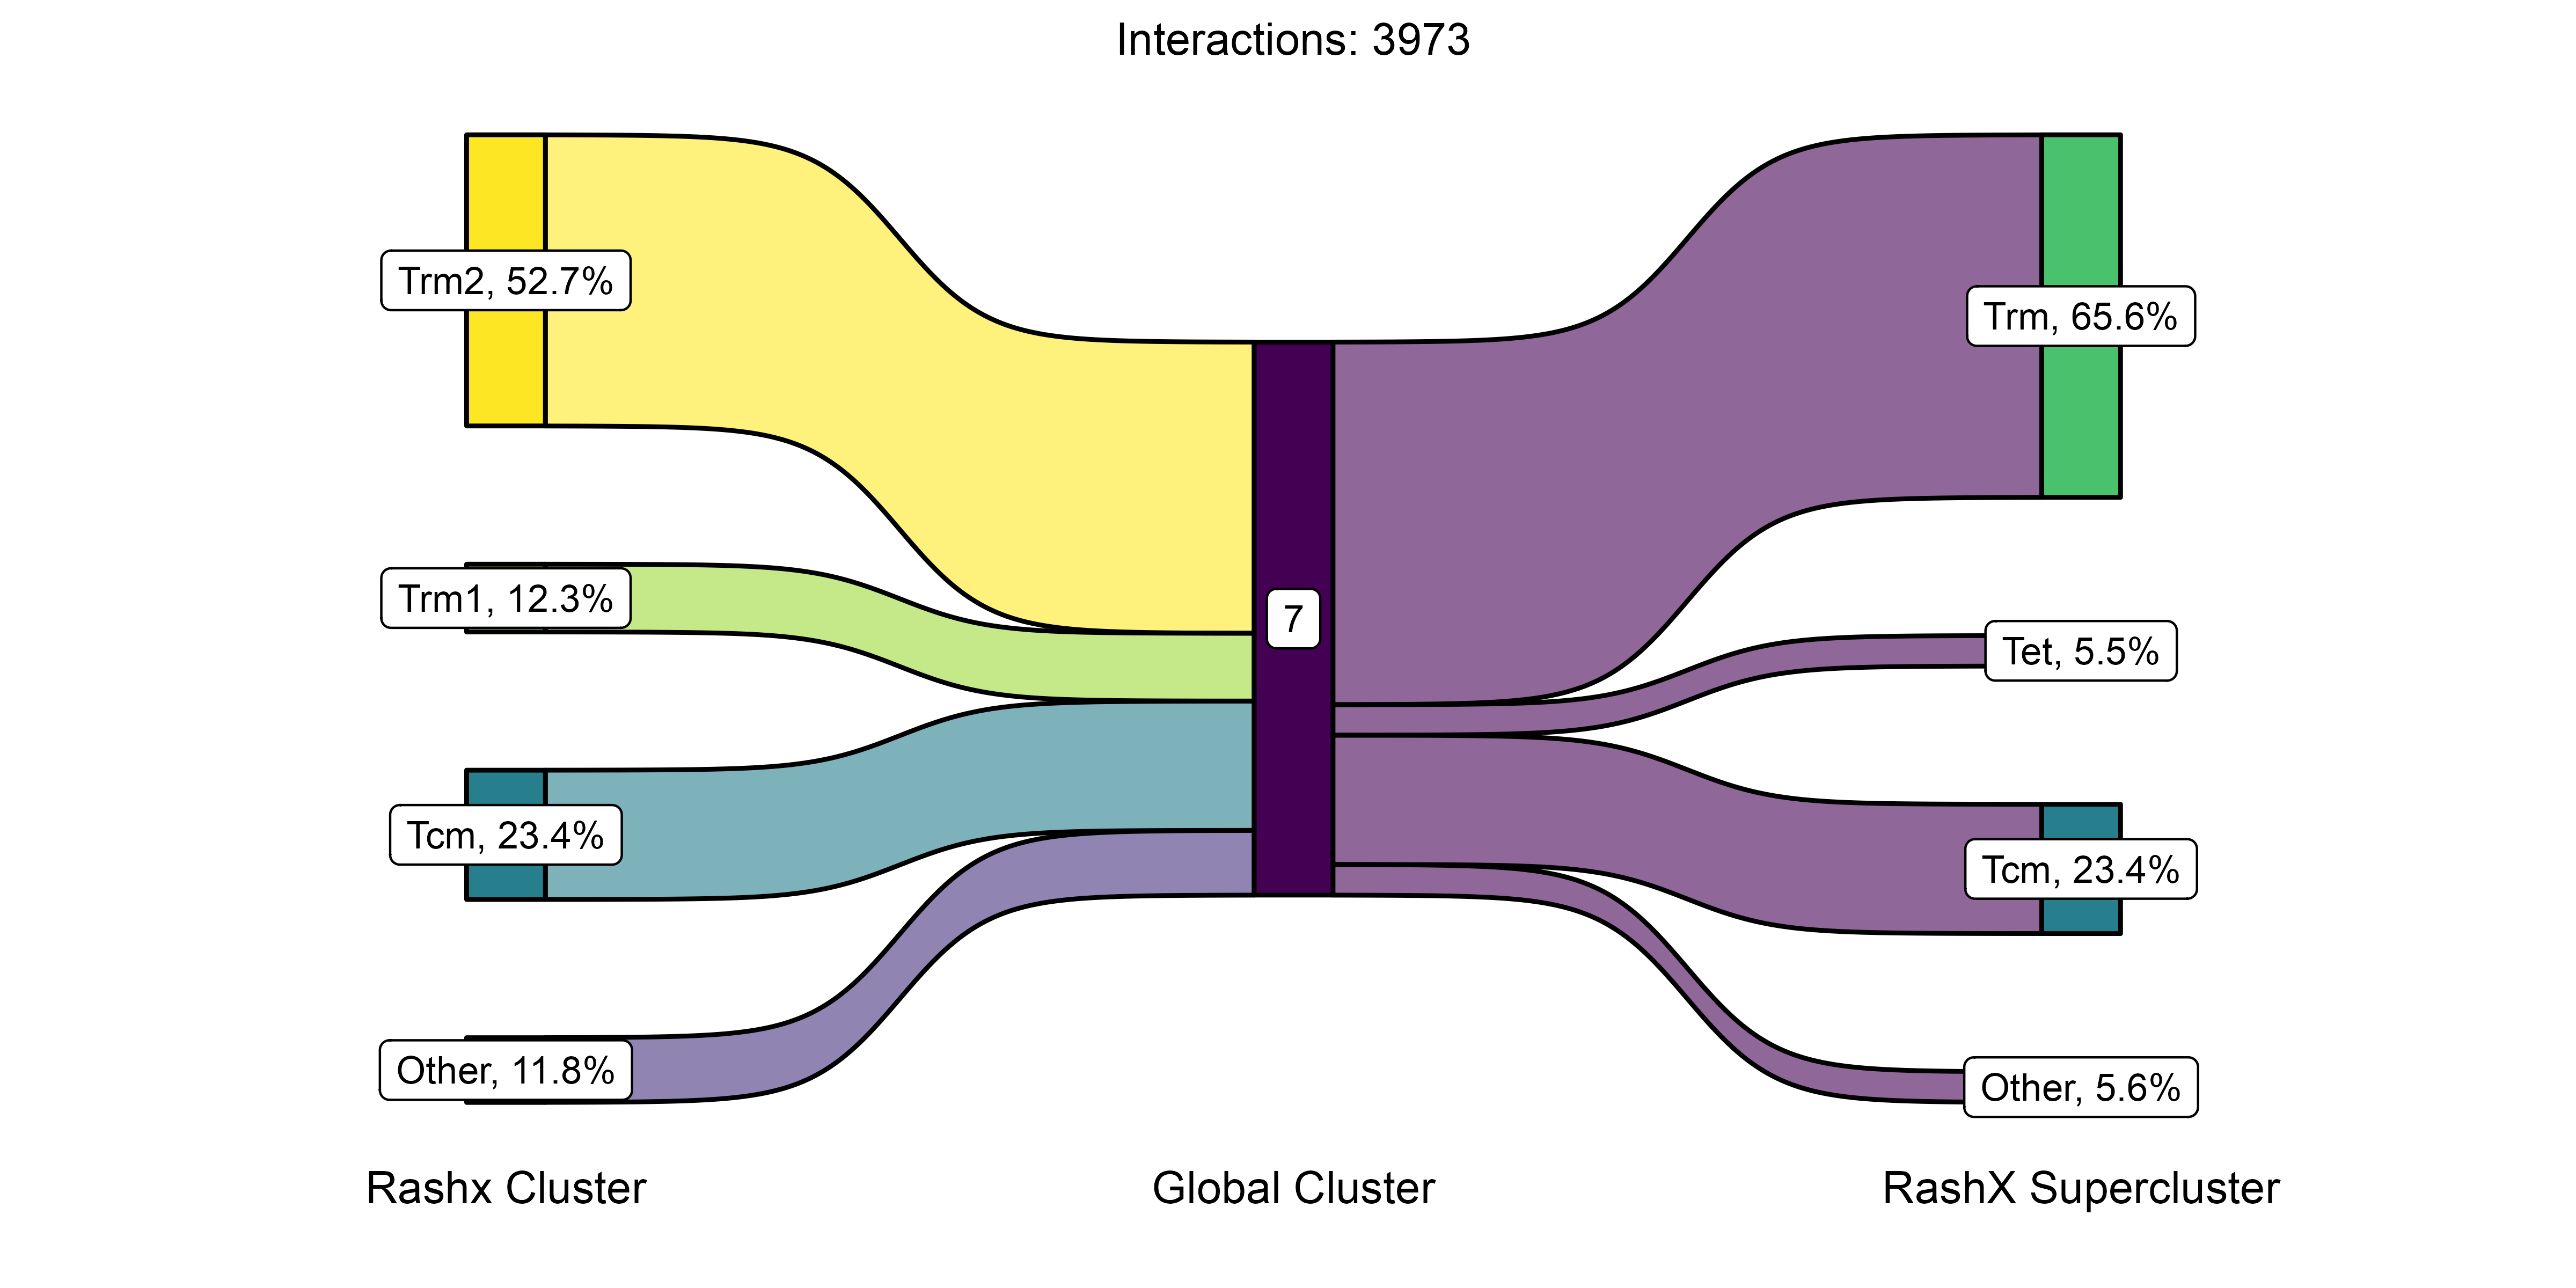 Interactions: 3973
Trm2, 52.7%
Trm1, 12.3%
Tcm, 23.4%
Other, 11.8%
7
Trm, 65.6%
Tet, 5.5%
Tcm, 23.4%
Other, 5.6%
Rashx Cluster
Global Cluster
RashX Supercluster